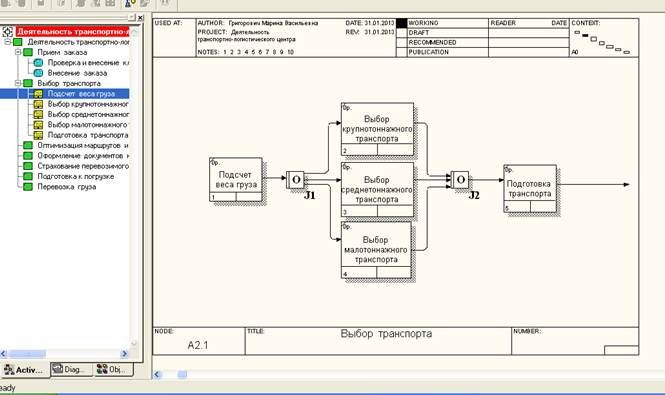 Деятельность транспортно-логи
Деятельность транспортно-ло
Прием заказа
Проверка и внесение кл
Внесение заказа
Выбор транспорта
Подсчет веса груза
Выбор крупнотоннажного
Выбор среднетоннажного
Выбор малотоннажного т
Подготовка транспорта
Оптимизация маршрутов и
Оформление документов н
Страхование перевозимого
Подготовка к погрузке
Перевозка груза
Activ...
Diag...
Obj...
eady
USED AT:
AUTHOR: Григорович Марина Васильевна
DATE: 31.01.2013
PROJECT: Деятельность
транспортно-логистического центра
REV: 31.01.2013
NOTES: 1 2 3 4 5 6 7 8 9 10
WORKING
DRAFT
RECOMMENDED
PUBLICATION
READER
DATE
CONTEXT:
A0
0р.
Подсчет
веса груза
1
O
J1
0р.
Выбор
крупнотоннажного
транспорта
2
0р.
Выбор
среднетоннажного
транспорта
3
0р.
Выбор
малотоннажного
транспорта
4
O
J2
0р.
Подготовка
транспорта
5
NODE:
A2.1
TITLE:
Выбор транспорта
NUMBER: